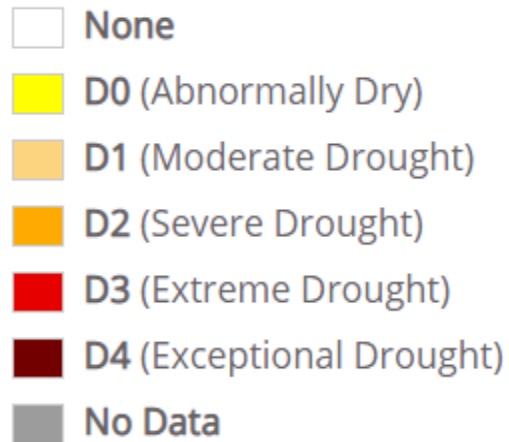 None
D0 (Abnormally Dry)
D1 (Moderate Drought)
D2 (Severe Drought)
D3 (Extreme Drought)
D4 (Exceptional Drought)
No Data